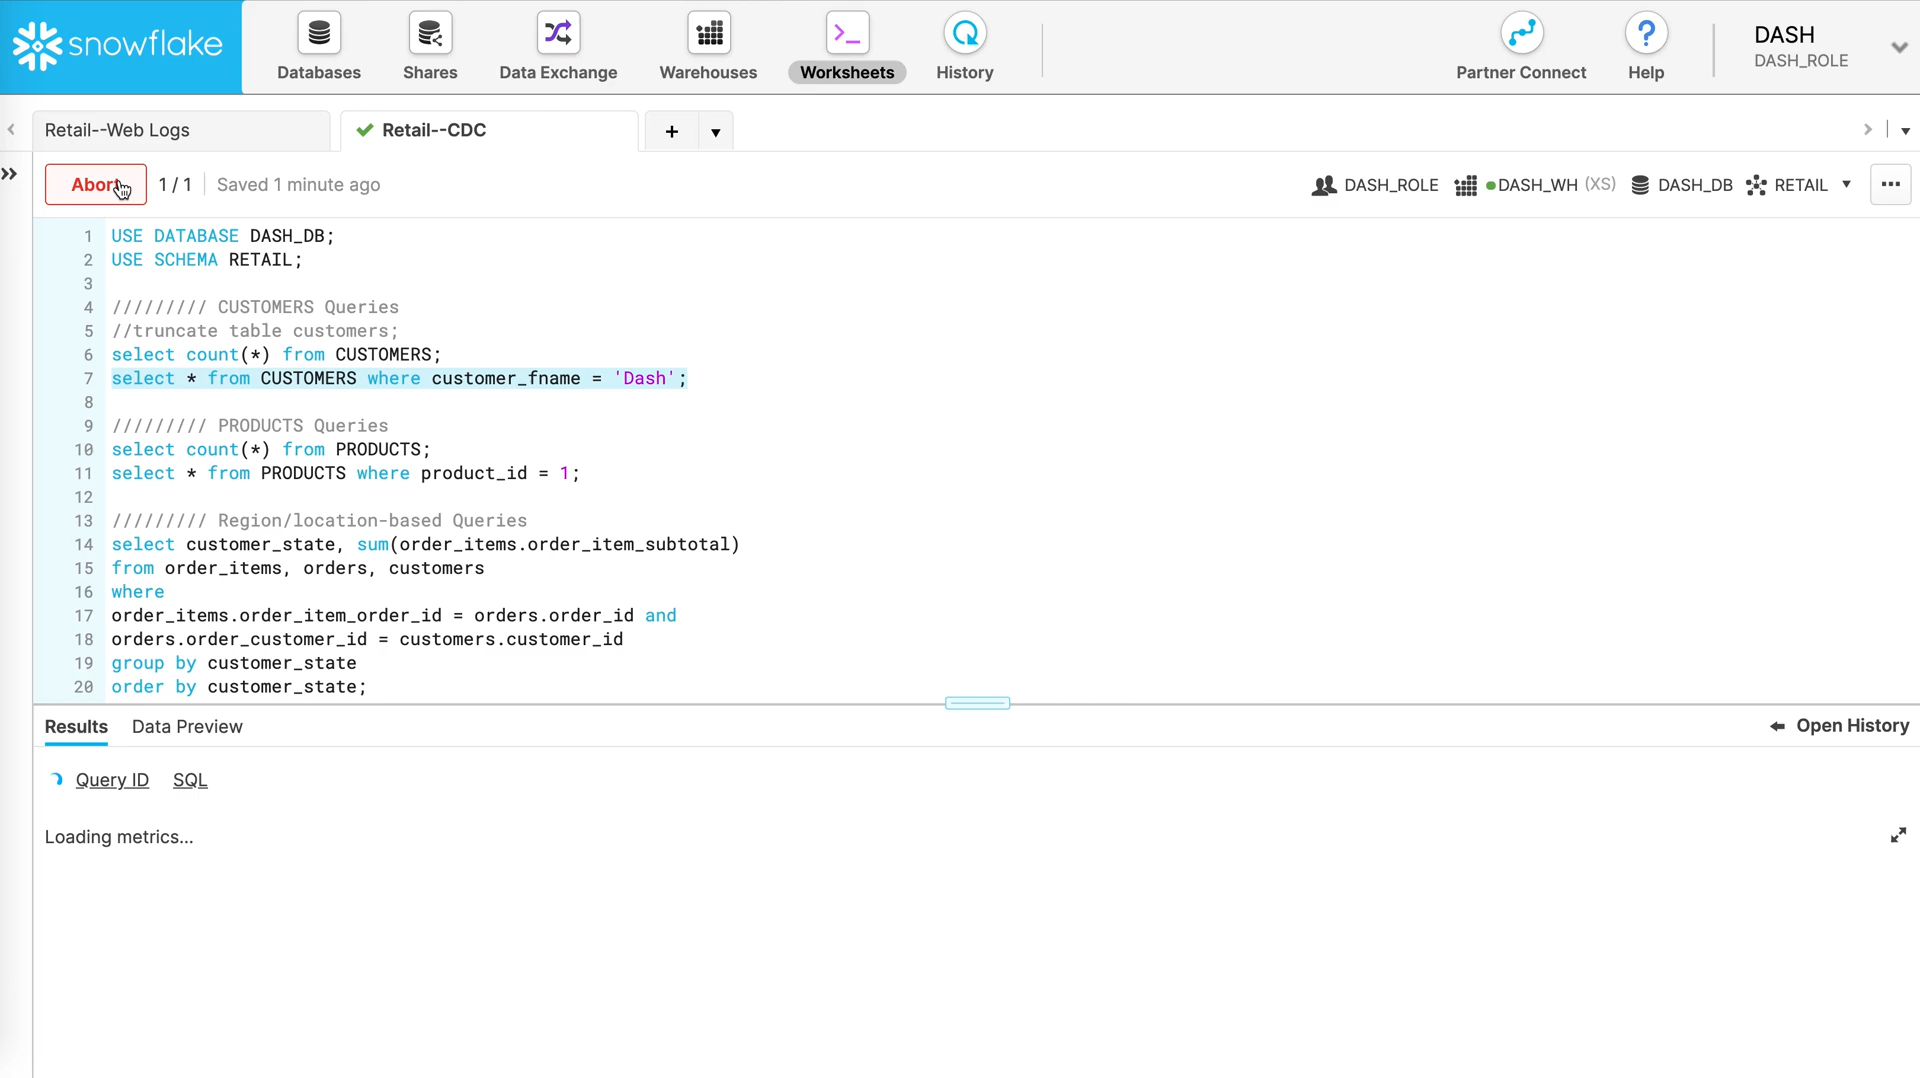 snowflake
Databases
Shares
Data Exchange
Warehouses
Worksheets
History
Partner Connect
Help
DASH
DASH_ROLE
Retail--Web Logs
Retail--CDC
Abort
1 / 1
Saved 1 minute ago
DASH_ROLE
DASH_WH (XS)
DASH_DB
RETAIL
1 USE DATABASE DASH_DB;
2 USE SCHEMA RETAIL;
3
4 ///////// CUSTOMERS Queries
5 //truncate table customers;
6 select count(*) from CUSTOMERS;
7 select * from CUSTOMERS where customer_fname = 'Dash';
8
9 ///////// PRODUCTS Queries
10 select count(*) from PRODUCTS;
11 select * from PRODUCTS where product_id = 1;
12
13 ///////// Region/location-based Queries
14 select customer_state, sum(order_items.order_item_subtotal)
15 from order_items, orders, customers
16 where
17 order_items.order_item_order_id = orders.order_id and
18 orders.order_customer_id = customers.customer_id
19 group by customer_state
20 order by customer_state;
Results
Data Preview
Open History
Query ID
SQL
Loading metrics...